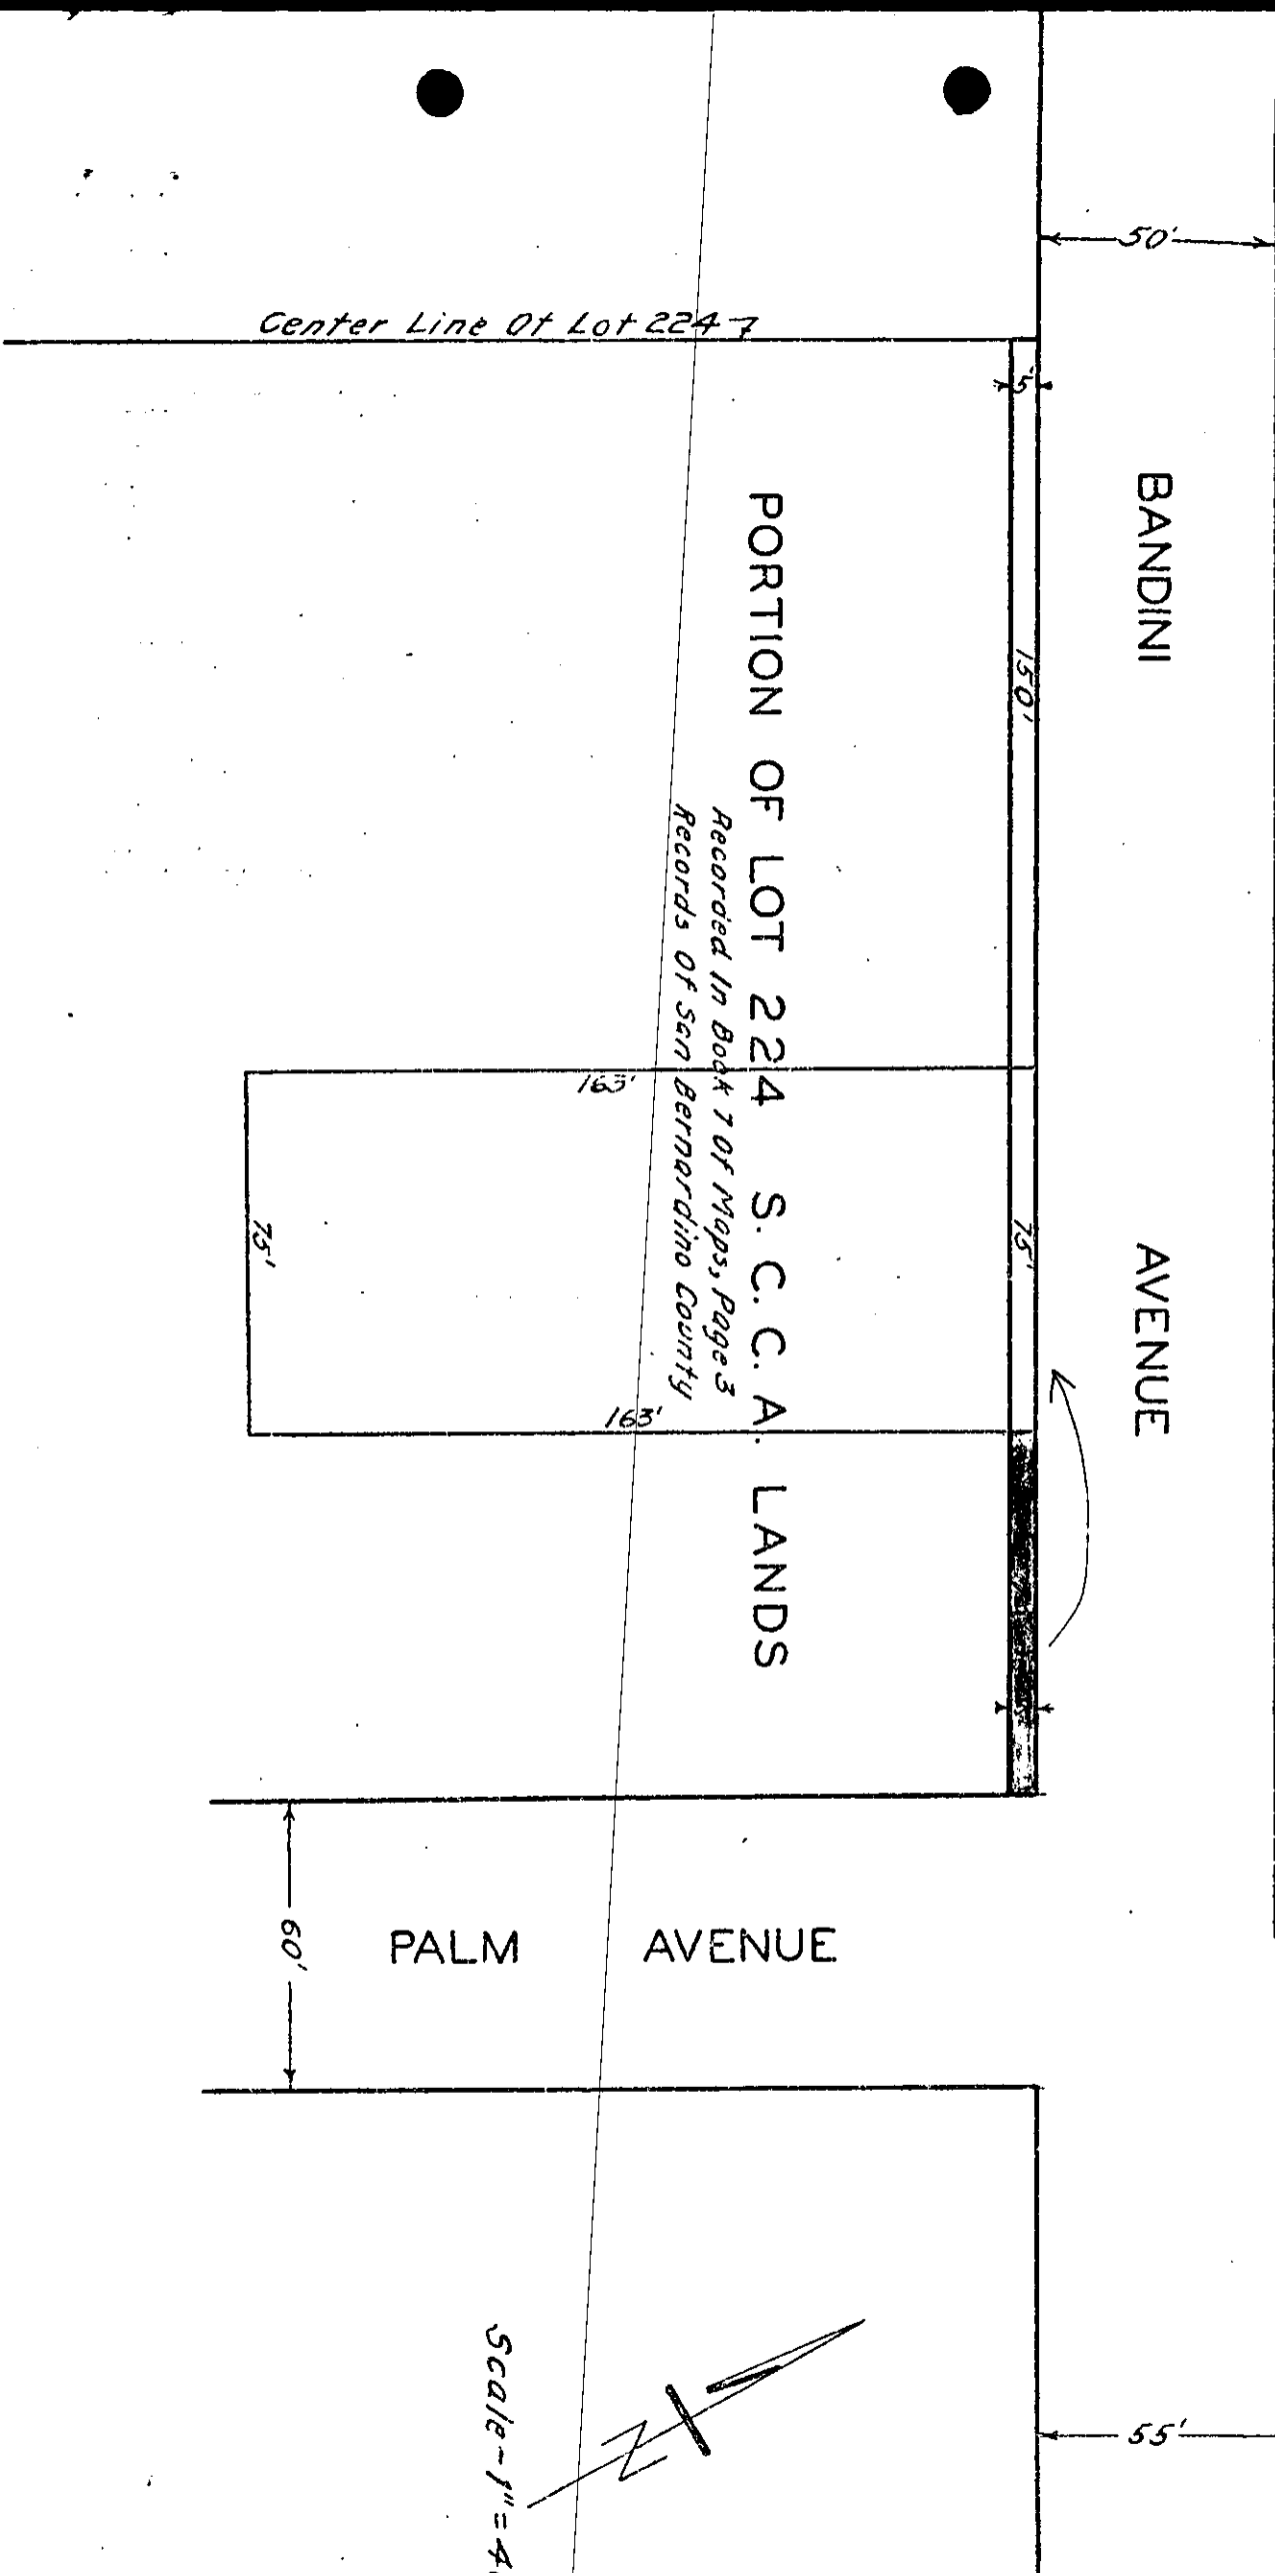 50'
Center Line Of Lot 224
5'
BANDINI AVENUE
150'
PORTION OF LOT 224 S. C. C. A. LANDS
Recorded In Book 7 Of Maps, Page 3
Records Of San Bernardino County
163'
75'
75'
163'
60'
PALM AVENUE
N
Scale - 1" = 4
55'